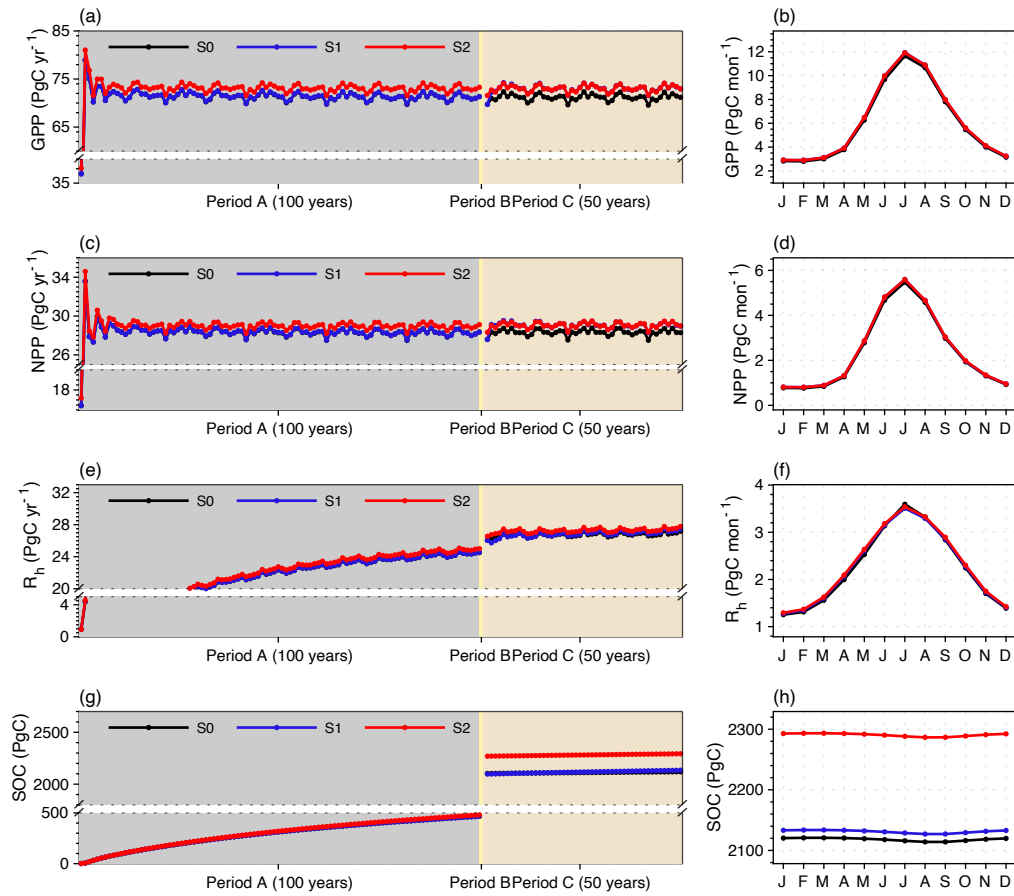 (a)
GPP (PgC yr-1)
85
75
65
35
S0 S1 S2
Period A (100 years) Period B Period C (50 years)
(b)
GPP (PgC mon-1)
12
10
8
6
4
2
J F M A M J J A S O N D
(c)
NPP (PgC yr-1)
34
30
26
18
S0 S1 S2
Period A (100 years) Period B Period C (50 years)
(d)
NPP (PgC mon-1)
6
4
2
0
J F M A M J J A S O N D
(e)
Rh (PgC yr-1)
32
28
24
20
4
0
S0 S1 S2
Period A (100 years) Period B Period C (50 years)
(f)
Rh (PgC mon-1)
4
3
2
1
J F M A M J J A S O N D
(g)
SOC (PgC)
2500
2000
500
0
S0 S1 S2
Period A (100 years) Period B Period C (50 years)
(h)
SOC (PgC)
2300
2200
2100
J F M A M J J A S O N D